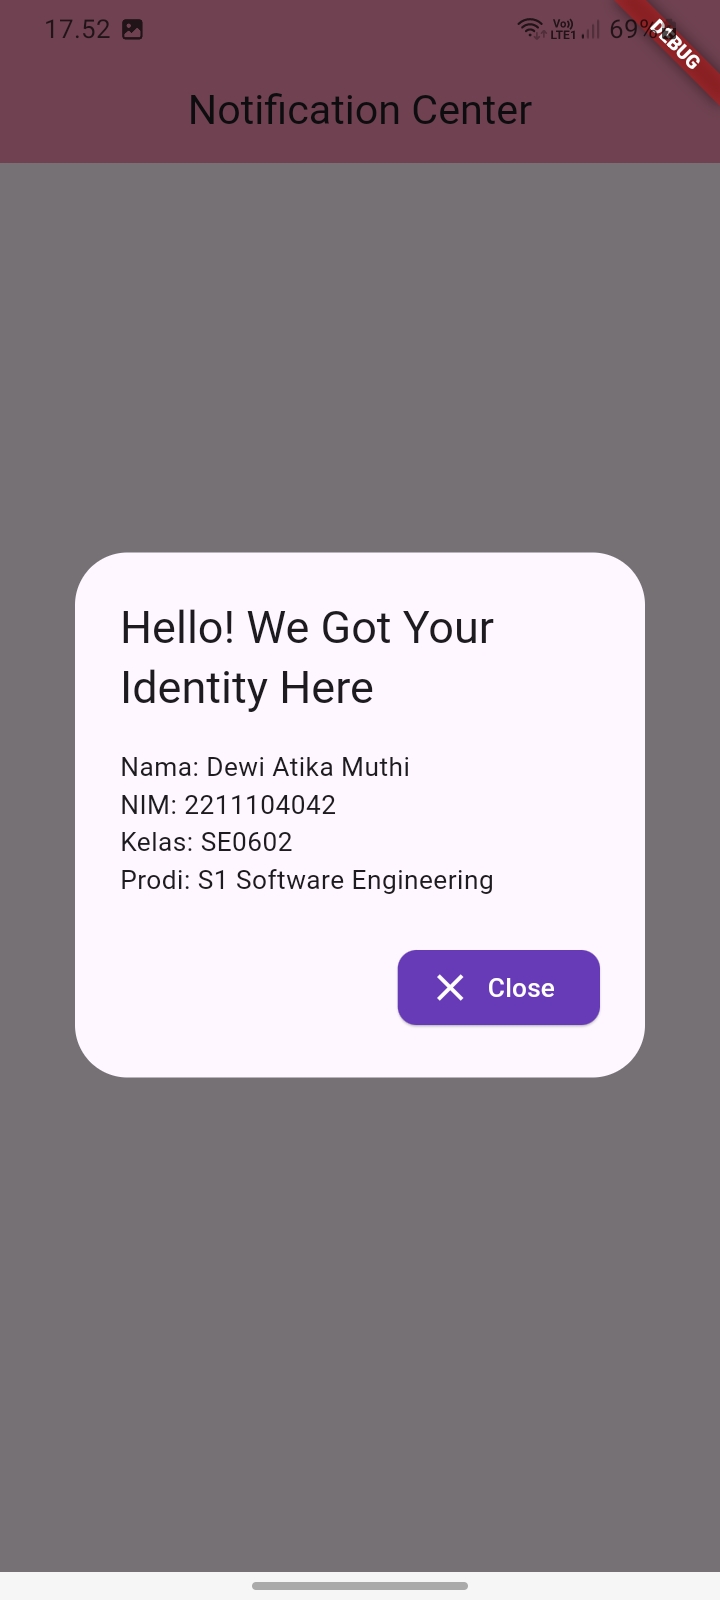 17.52
Vo))
LTE1
69%
DEBUG
Notification Center
Hello! We Got Your
Identity Here
Nama: Dewi Atika Muthi
NIM: 2211104042
Kelas: SE0602
Prodi: S1 Software Engineering
Close